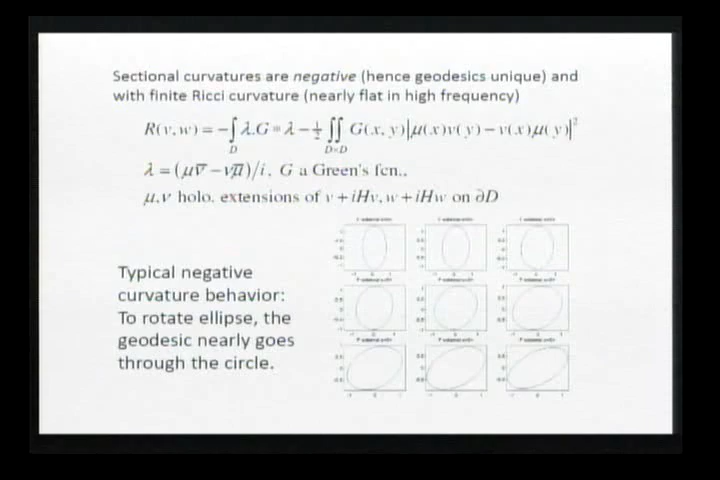 Sectional curvatures are negative (hence geodesics unique) and
with finite Ricci curvature (nearly flat in high frequency)
R(v,w) = -∫_D λ.G * λ - ½ ∬_{D×D} G(x,y)|μ(x)ν(y) - ν(x)μ(y)|²
λ = (μν̅ - νμ̅)/i, G a Green's fcn.,
μ,ν holo. extensions of v + iHv, w + iHw on ∂D
Typical negative
curvature behavior:
To rotate ellipse, the
geodesic nearly goes
through the circle.